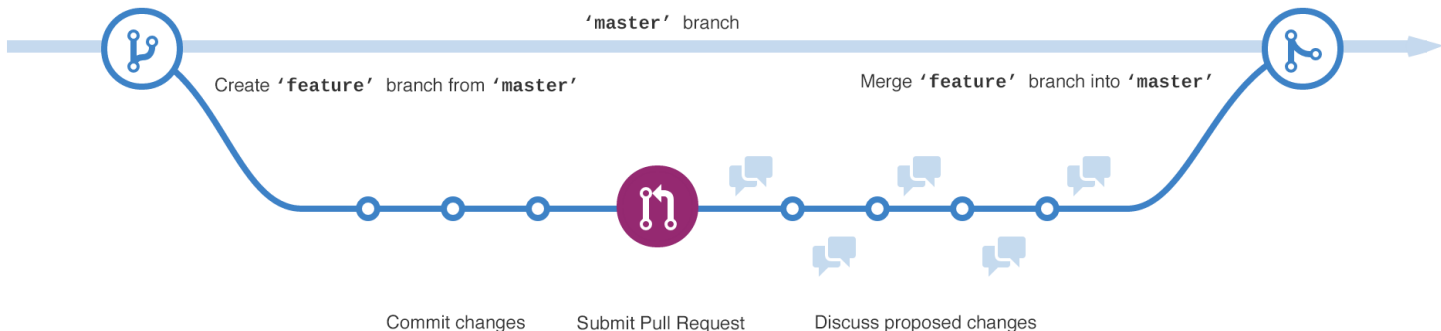 ‘master’ branch
Create ‘feature’ branch from ‘master’
Merge ‘feature’ branch into ‘master’
Commit changes
Submit Pull Request
Discuss proposed changes